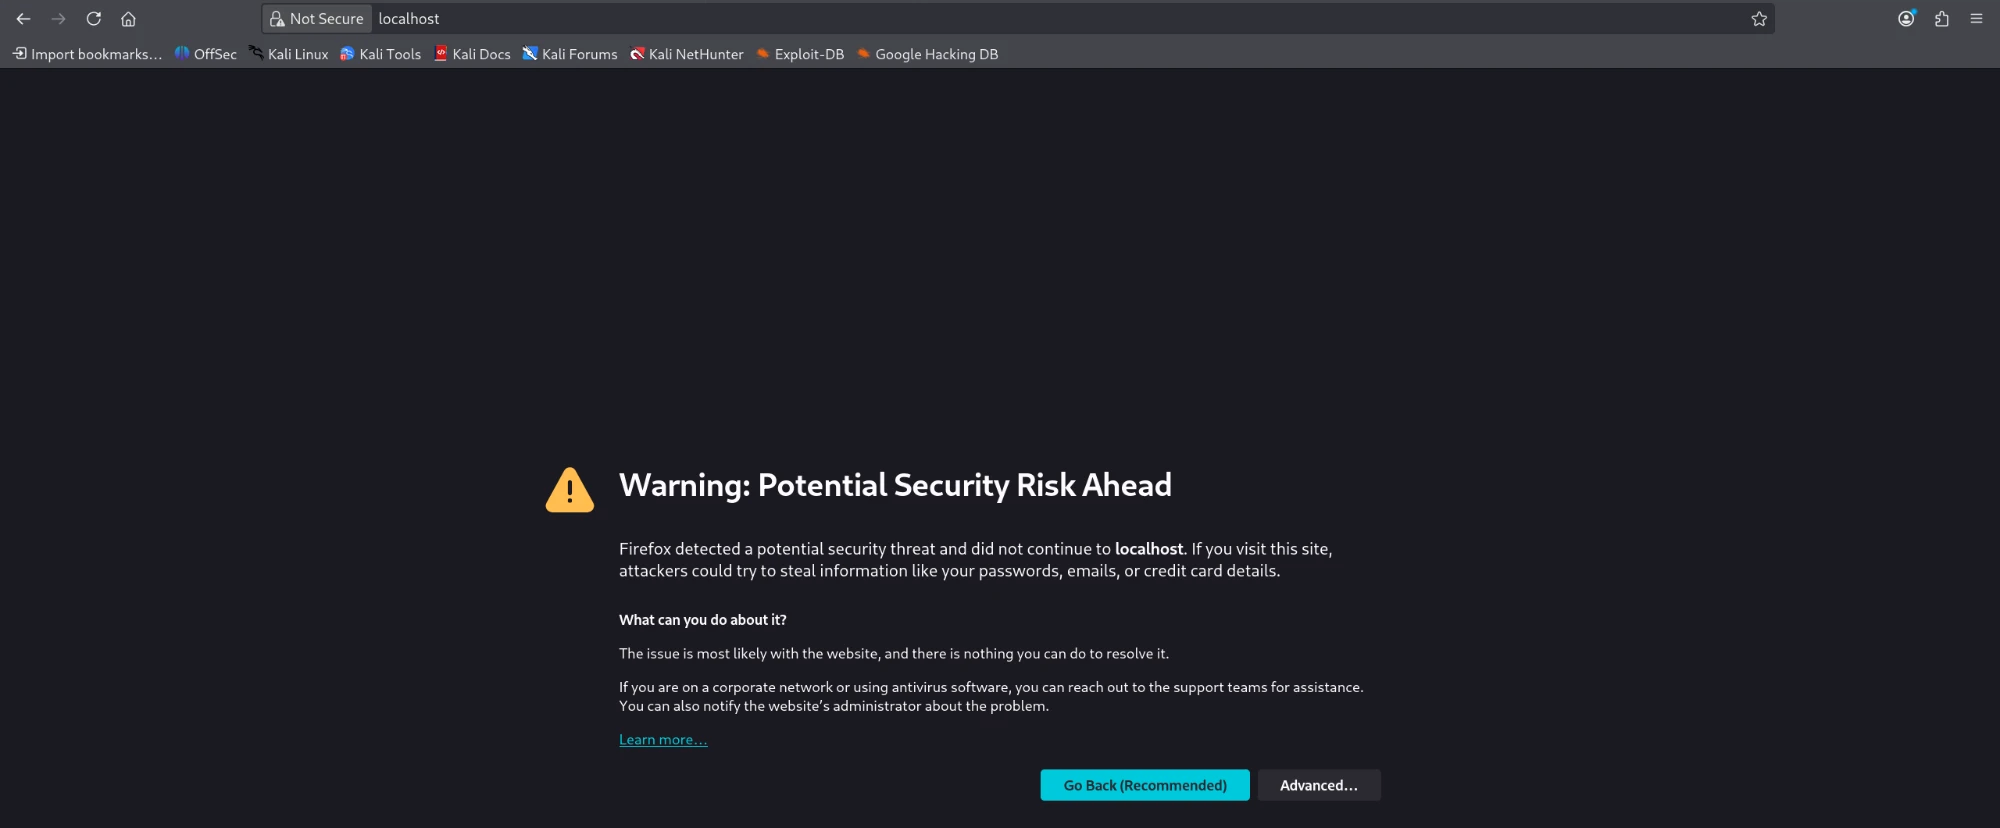 Not Secure localhost
Import bookmarks... OffSec Kali Linux Kali Tools Kali Docs Kali Forums Kali NetHunter Exploit-DB Google Hacking DB
Warning: Potential Security Risk Ahead
Firefox detected a potential security threat and did not continue to localhost. If you visit this site,
attackers could try to steal information like your passwords, emails, or credit card details.
What can you do about it?
The issue is most likely with the website, and there is nothing you can do to resolve it.
If you are on a corporate network or using antivirus software, you can reach out to the support teams for assistance.
You can also notify the website’s administrator about the problem.
Learn more…
Go Back (Recommended) Advanced…